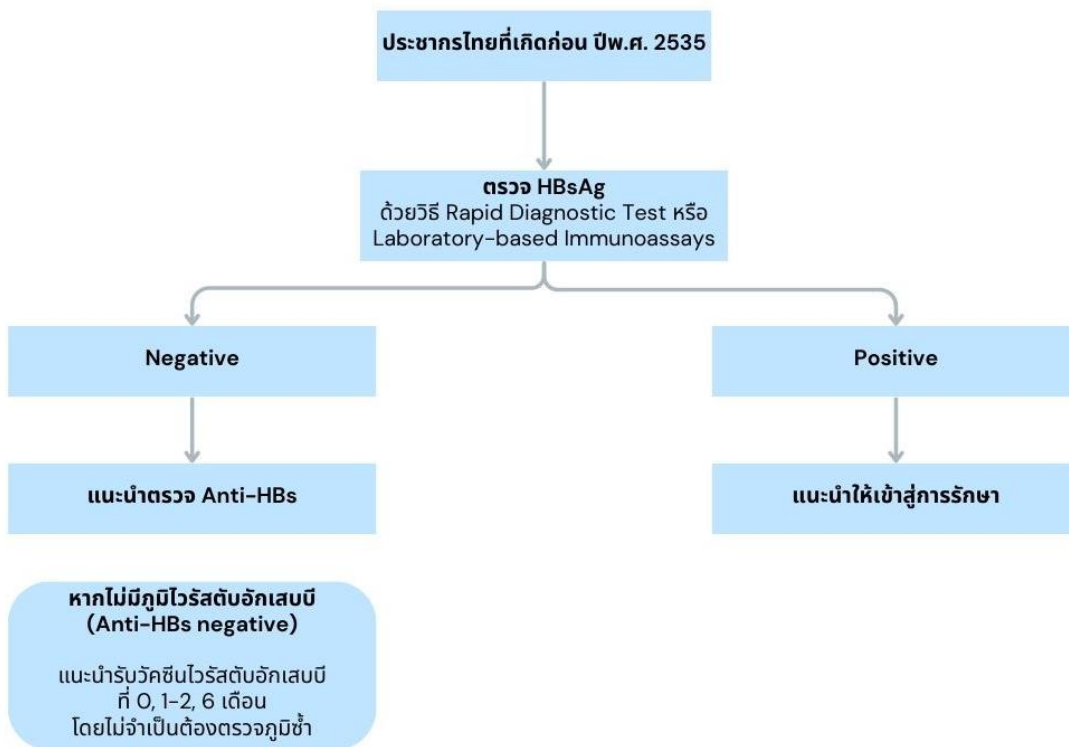 ประชากรไทยที่เกิดก่อน ปีพ.ศ. 2535
ตรวจ HBsAg
ด้วยวิธี Rapid Diagnostic Test หรือ
Laboratory-based Immunoassays
Negative
Positive
แนะนำตรวจ Anti-HBs
แนะนำให้เข้าสู่การรักษา
หากไม่มีภูมิไวรัสตับอักเสบบี
(Anti-HBs negative)
แนะนำรับวัคซีนไวรัสตับอักเสบบี
ที่ 0, 1-2, 6 เดือน
โดยไม่จำเป็นต้องตรวจภูมิซ้ำ